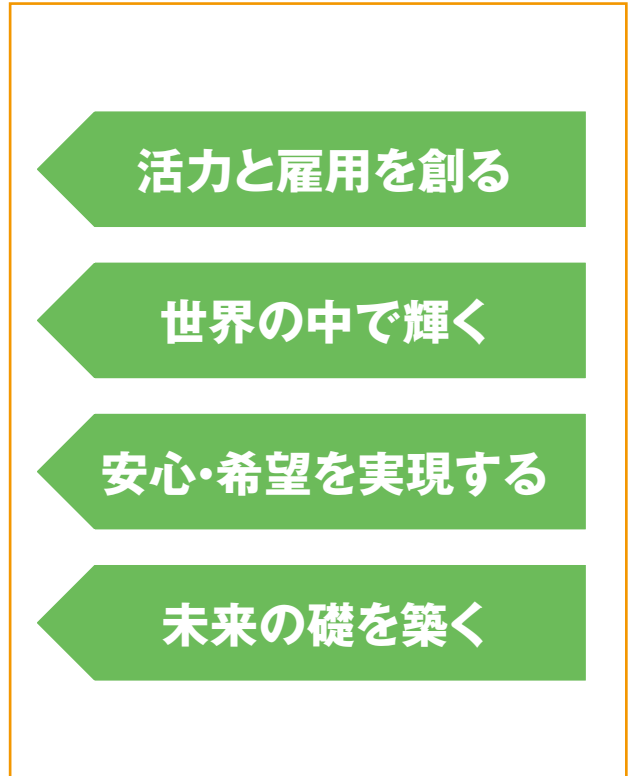 活力と雇用を創る
世界の中で輝く
安心・希望を実現する
未来の礎を築く